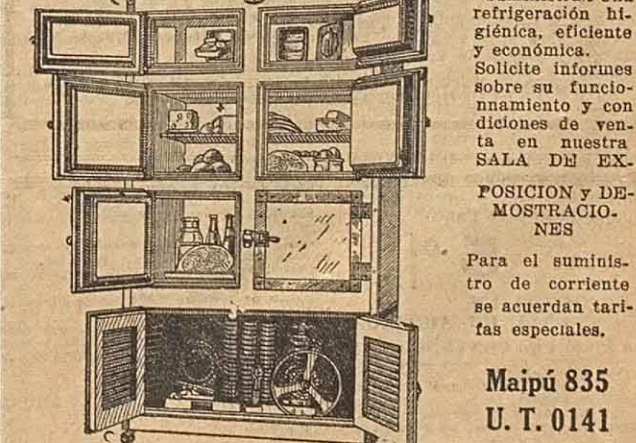 refrigeración hi-
giénica, eficiente
y económica.
Solicite informes
sobre su funcio-
nnamiento y con
diciones de ven-
ta en nuestra
SALA DE EX-
POSICION y DE-
MOSTRACIO-
NES
Para el suminis-
tro de corriente
se acuerdan tari-
fas especiales.
Maipú 835
U. T. 0141